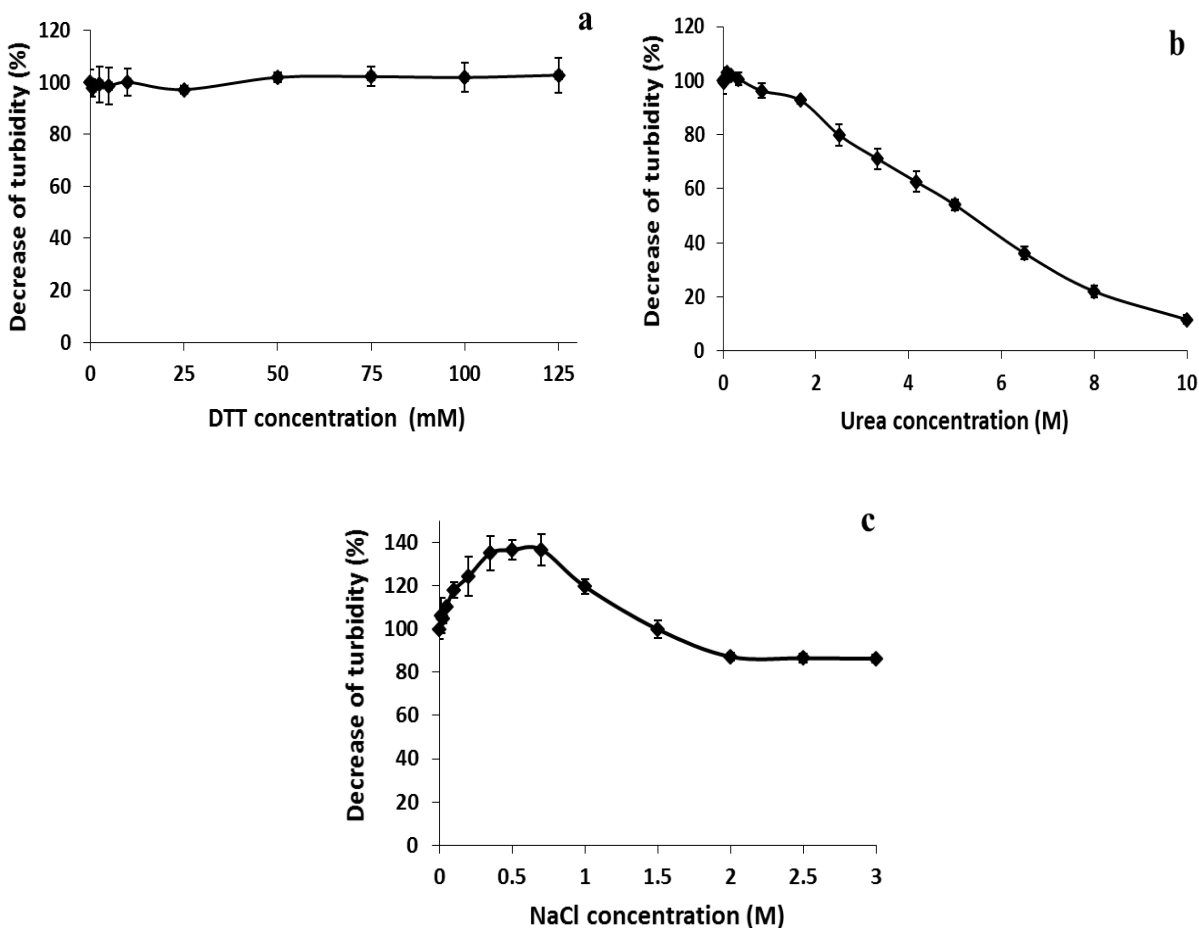 a
Decrease of turbidity (%)
120
100
80
60
40
20
0
0 25 50 75 100 125
DTT concentration (mM)
b
Decrease of turbidity (%)
120
100
80
60
40
20
0
0 2 4 6 8 10
Urea concentration (M)
c
Decrease of turbidity (%)
140
120
100
80
60
40
20
0
0 0.5 1 1.5 2 2.5 3
NaCl concentration (M)